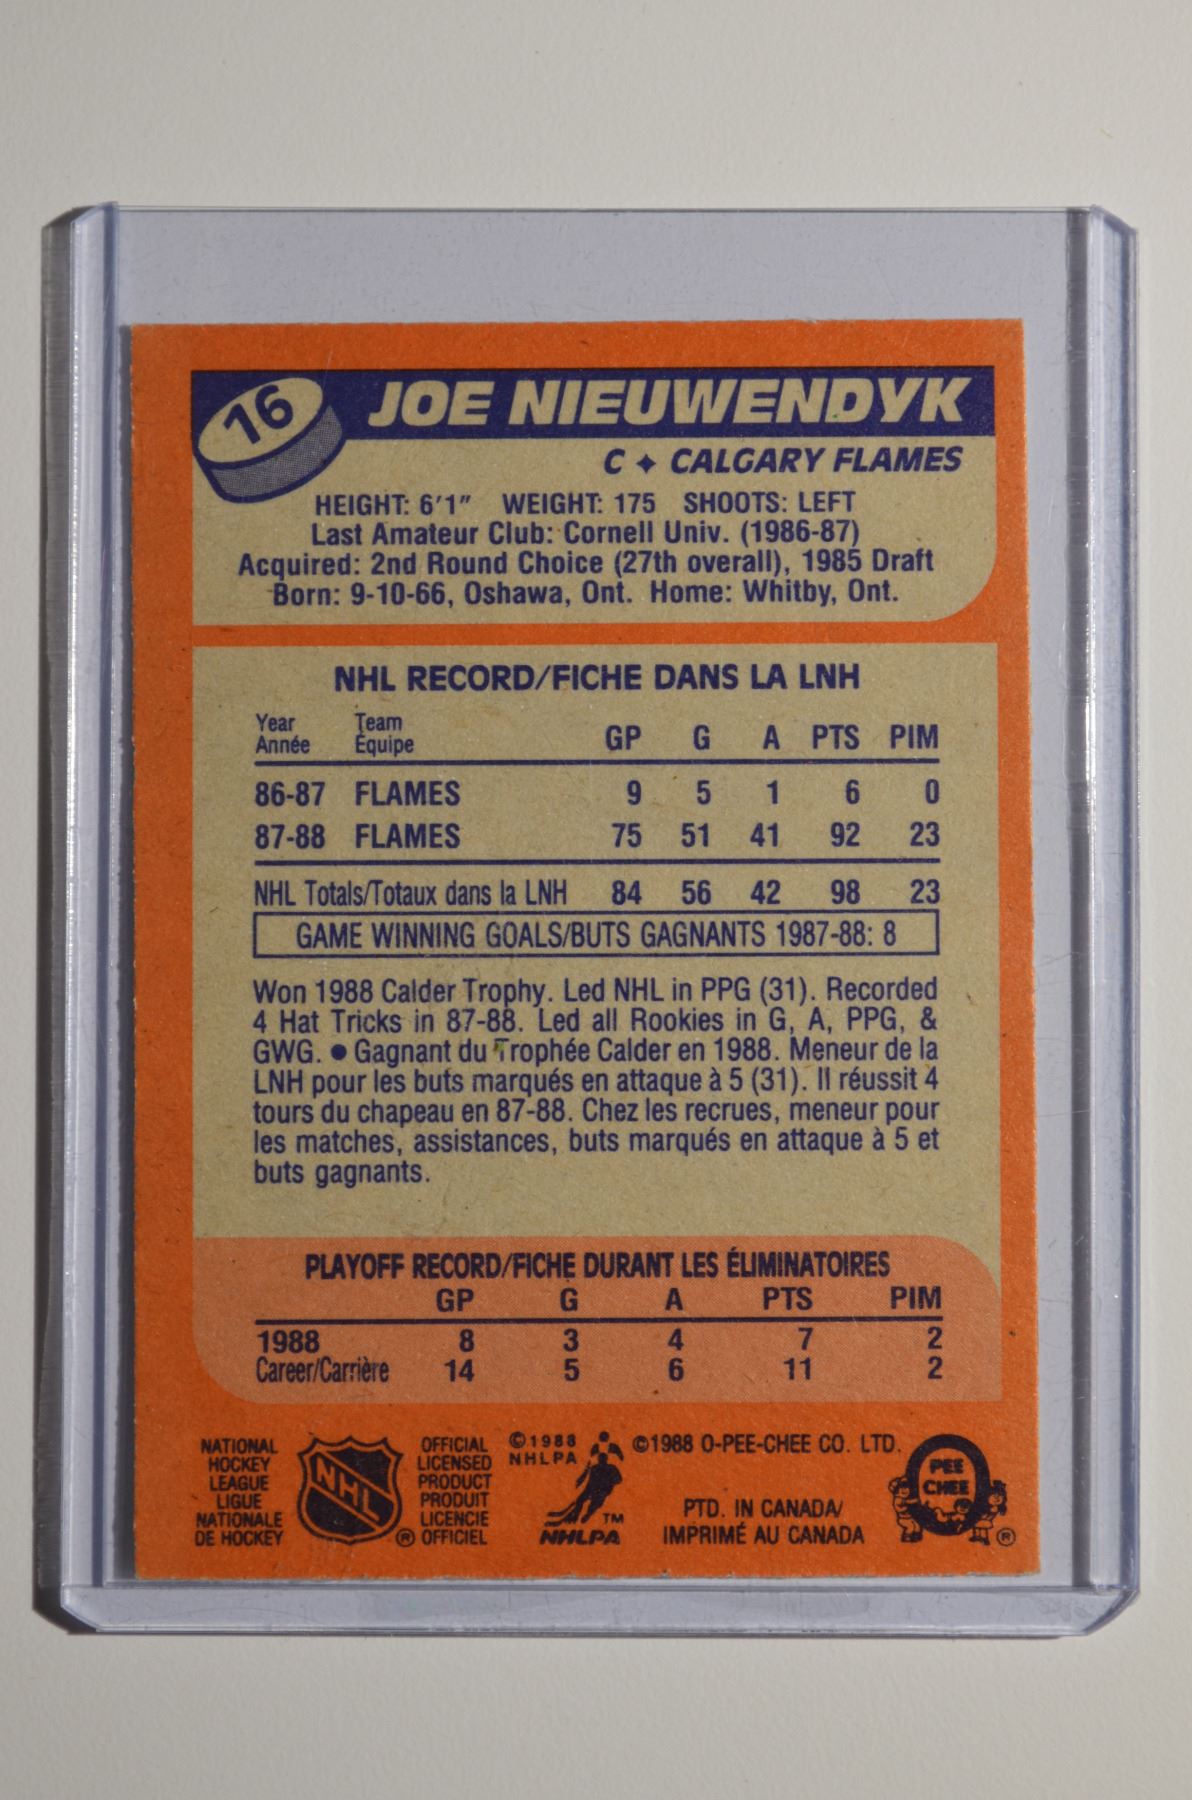 16
JOE NIEUWENDYK
C ✦ CALGARY FLAMES
HEIGHT: 6'1" WEIGHT: 175 SHOOTS: LEFT
Last Amateur Club: Cornell Univ. (1986-87)
Acquired: 2nd Round Choice (27th overall), 1985 Draft
Born: 9-10-66, Oshawa, Ont. Home: Whitby, Ont.
NHL RECORD/FICHE DANS LA LNH
Year Team
Année Équipe GP G A PTS PIM
86-87 FLAMES 9 5 1 6 0
87-88 FLAMES 75 51 41 92 23
NHL Totals/Totaux dans la LNH 84 56 42 98 23
GAME WINNING GOALS/BUTS GAGNANTS 1987-88: 8
Won 1988 Calder Trophy. Led NHL in PPG (31). Recorded
4 Hat Tricks in 87-88. Led all Rookies in G, A, PPG, &
GWG. ● Gagnant du Trophée Calder en 1988. Meneur de la
LNH pour les buts marqués en attaque à 5 (31). Il réussit 4
tours du chapeau en 87-88. Chez les recrues, meneur pour
les matches, assistances, buts marqués en attaque à 5 et
buts gagnants.
PLAYOFF RECORD/FICHE DURANT LES ÉLIMINATOIRES
GP G A PTS PIM
1988 8 3 4 7 2
Career/Carrière 14 5 6 11 2
NATIONAL
HOCKEY
LEAGUE
LIGUE
NATIONALE
DE HOCKEY
NHL
®
OFFICIAL
LICENSED
PRODUCT
PRODUIT
LICENCIE
OFFICIEL
©1988
NHLPA
TM
NHLPA
©1988 O-PEE-CHEE CO. LTD.
PTD. IN CANADA/
IMPRIMÉ AU CANADA
O
PEE
CHEE
®